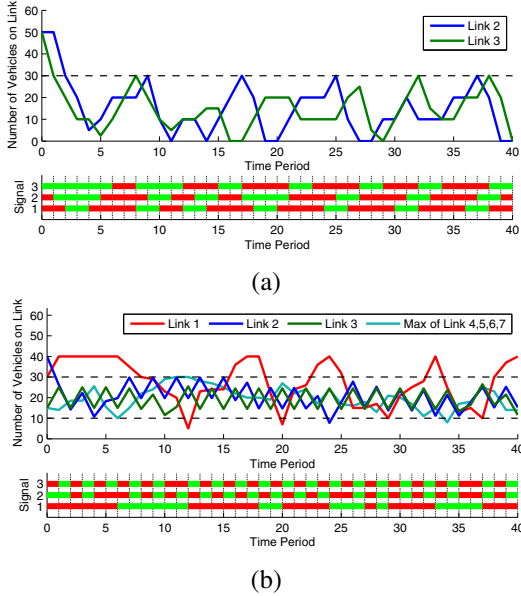 Number of Vehicles on Link
60
50
40
30
20
10
0
Link 2
Link 3
0 5 10 15 20 25 30 35 40
Time Period
Signal
3
2
1
0 5 10 15 20 25 30 35 40
Time Period
(a)
Number of Vehicles on Link
60
50
40
30
20
10
0
Link 1 Link 2 Link 3 Max of Link 4,5,6,7
0 5 10 15 20 25 30 35 40
Time Period
Signal
3
2
1
0 5 10 15 20 25 30 35 40
Time Period
(b)